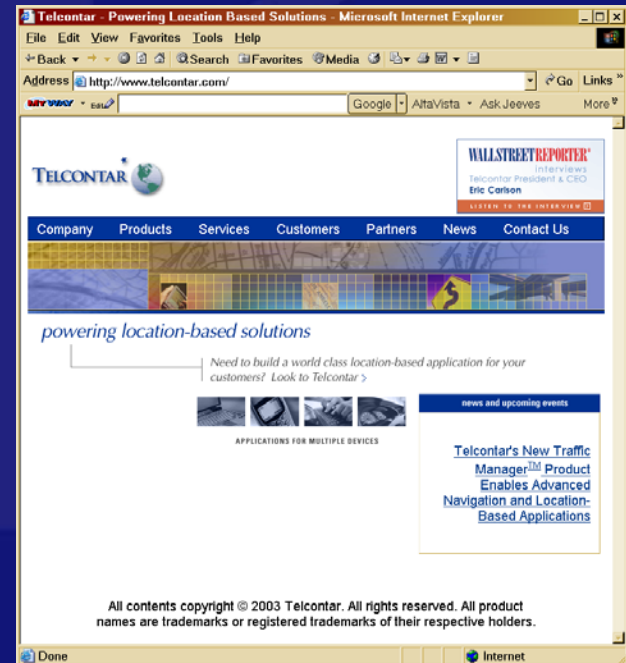 Telcontar - Powering Location Based Solutions - Microsoft Internet Explorer
File Edit View Favorites Tools Help
Back Search Favorites Media
Address http://www.telcontar.com/ Go Links
MY WAY Edit Google AltaVista Ask Jeeves More
TELCONTAR
WALLSTREETREPORTER
interviews
Telcontar President & CEO
Eric Carlson
LISTEN TO THE INTERVIEW
Company Products Services Customers Partners News Contact Us
powering location-based solutions
Need to build a world class location-based application for your
customers? Look to Telcontar >
APPLICATIONS FOR MULTIPLE DEVICES
news and upcoming events
Telcontar's New Traffic
Manager™ Product
Enables Advanced
Navigation and Location-
Based Applications
All contents copyright © 2003 Telcontar. All rights reserved. All product
names are trademarks or registered trademarks of their respective holders.
Done Internet